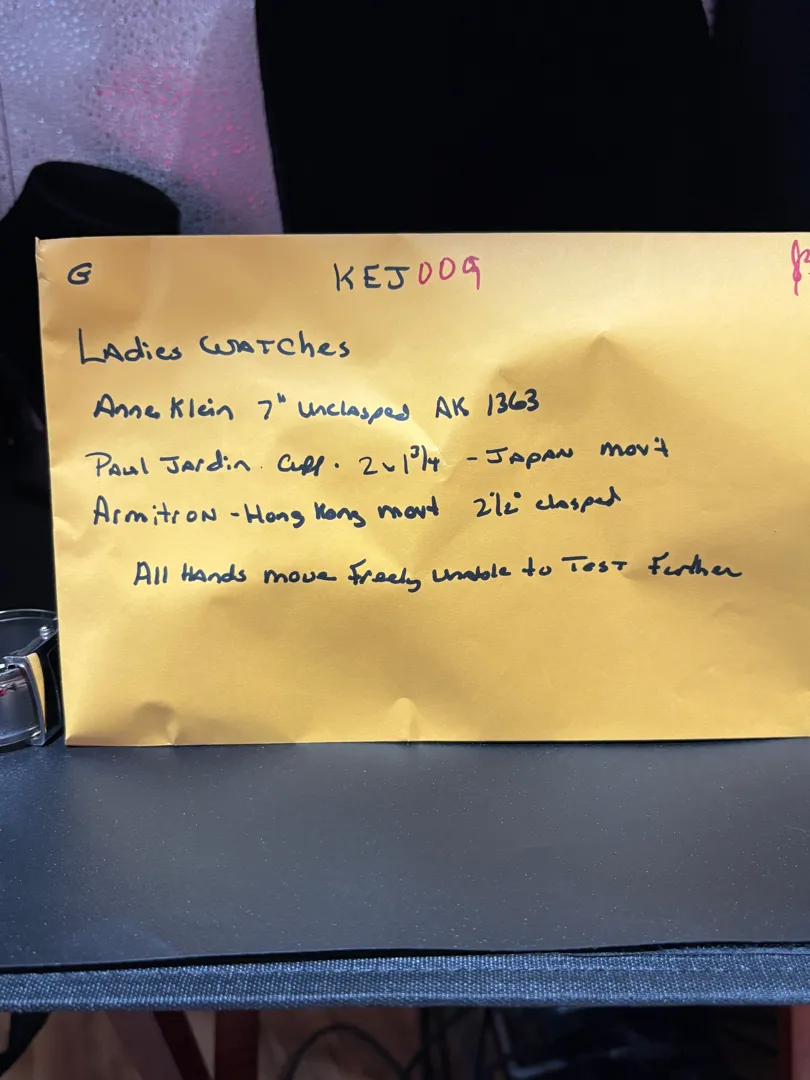 G KEJ009
LADies WATCHes
Anne Klein 7" unclasped AK 1363
PAul JArdin. Cuff. 2 x 1 3/4 - JAPAN mov't
ArmitroN - Hong Kong movt 2 1/2" clasped
All HAnds move Freely unable to TesT Further